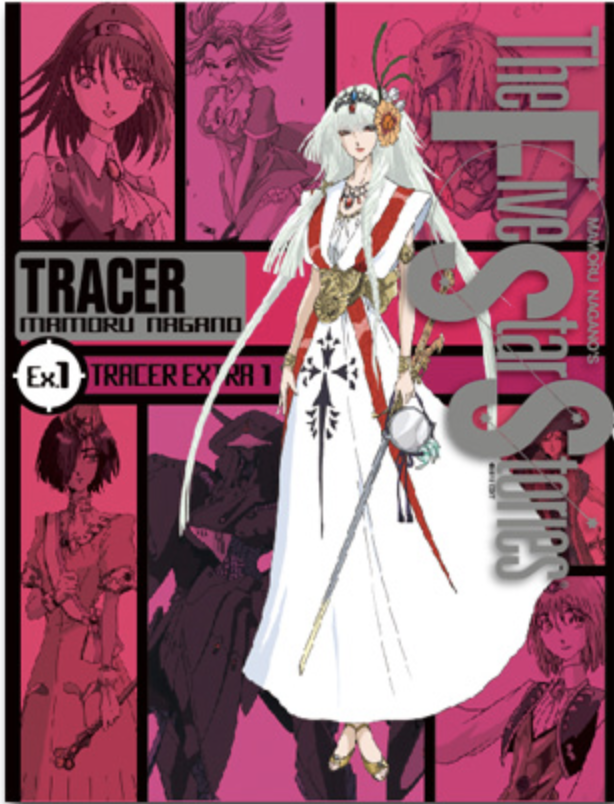 The Five Star Stories.
MAMORU NAGANO'S
TRACER
MAMORU NAGANO
Ex.1
TRACER EXTRA 1